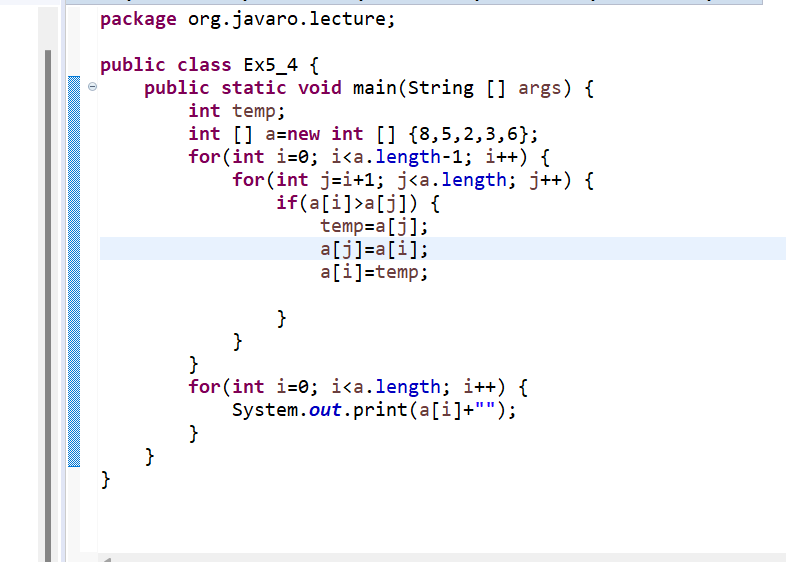 package org.javaro.lecture;
public class Ex5_4 {
public static void main(String [] args) {
int temp;
int [] a=new int [] {8,5,2,3,6};
for(int i=0; i<a.length-1; i++) {
for(int j=i+1; j<a.length; j++) {
if(a[i]>a[j]) {
temp=a[j];
a[j]=a[i];
a[i]=temp;
}
}
}
for(int i=0; i<a.length; i++) {
System.out.print(a[i]+"");
}
}
}